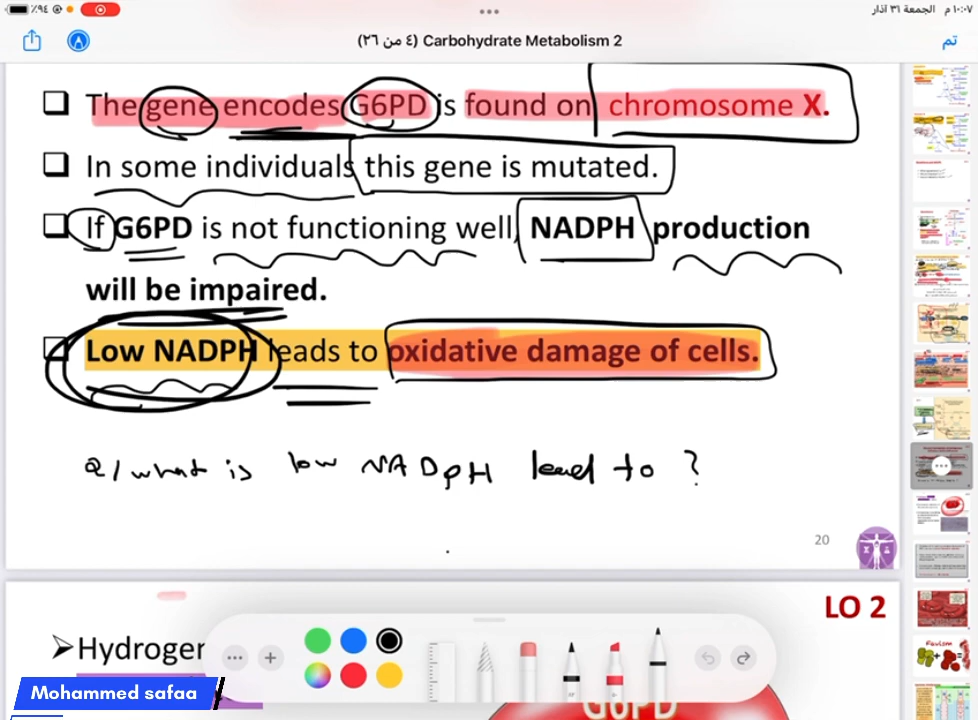 ٪٩٤
١٠:٠٧ م الجمعة ٣١ آذار
Carbohydrate Metabolism 2 (٤ من ٢٦)
تم
The gene encodes G6PD is found on chromosome X.
In some individuals this gene is mutated.
If G6PD is not functioning well, NADPH production
will be impaired.
Low NADPH leads to oxidative damage of cells.
Q/ what is low NADPH lead to ?
20
LO 2
Hydrogen
G6PD
Mohammed safaa
Favism